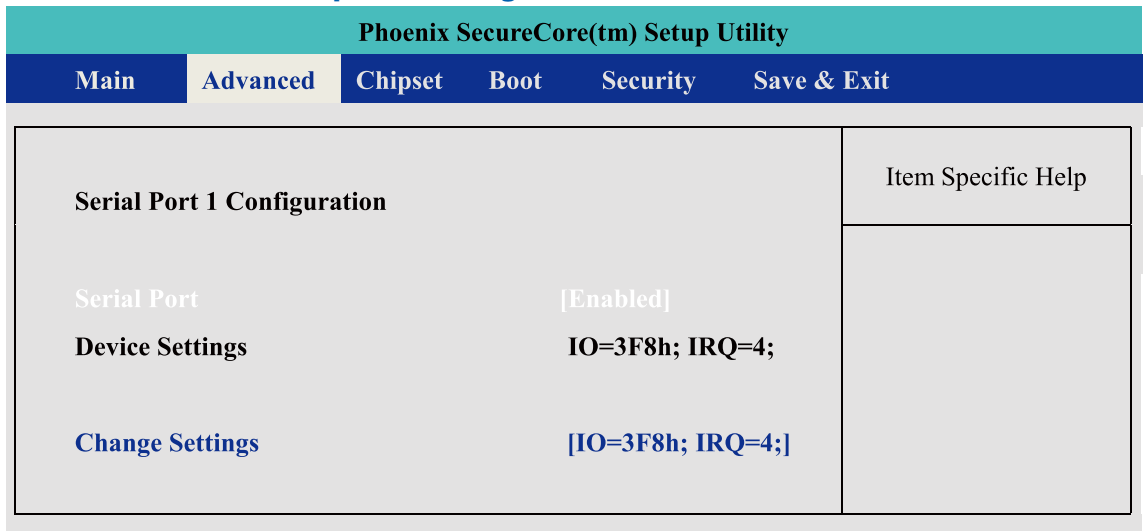 Phoenix SecureCore(tm) Setup Utility
Main Advanced Chipset Boot Security Save & Exit
Serial Port 1 Configuration
Item Specific Help
Serial Port [Enabled]
Device Settings IO=3F8h; IRQ=4;
Change Settings [IO=3F8h; IRQ=4;]